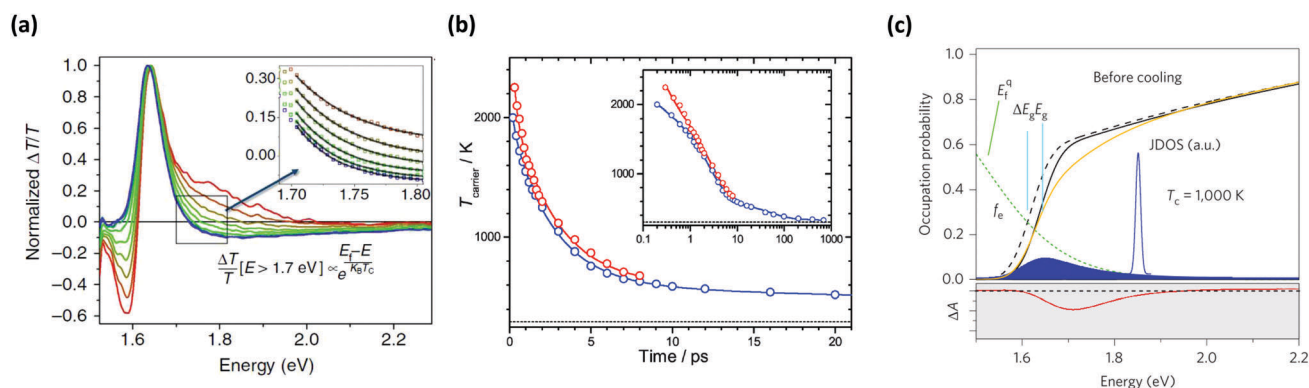 (a)
Normalized ΔT/T
1.0
0.8
0.6
0.4
0.2
-0.0
-0.2
-0.4
-0.6
1.6
1.8
2.0
2.2
Energy (eV)
0.30
0.15
0.00
1.70
1.75
1.80
ΔT/T [E > 1.7 eV] ∝ e^(E_f−E)/(K_B T_C)
(b)
T_carrier / K
2000
1000
0
5
10
15
20
Time / ps
2000
1000
0.1
1
10
100
1000
(c)
Occupation probability
1.0
0.8
0.6
0.4
0.2
0.0
Before cooling
E_f^q
ΔE_g E_g
JDOS (a.u.)
T_c = 1,000 K
f_e
ΔA
1.6
1.8
2.0
2.2
Energy (eV)